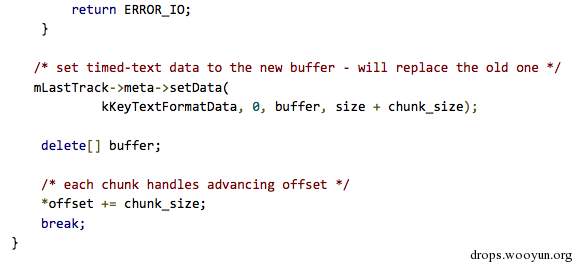 return ERROR_IO;
}
/* set timed-text data to the new buffer - will replace the old one */
mLastTrack->meta->setData(
kKeyTextFormatData, 0, buffer, size + chunk_size);
delete[] buffer;
/* each chunk handles advancing offset */
*offset += chunk_size;
break;
}
drops.wooyun.org